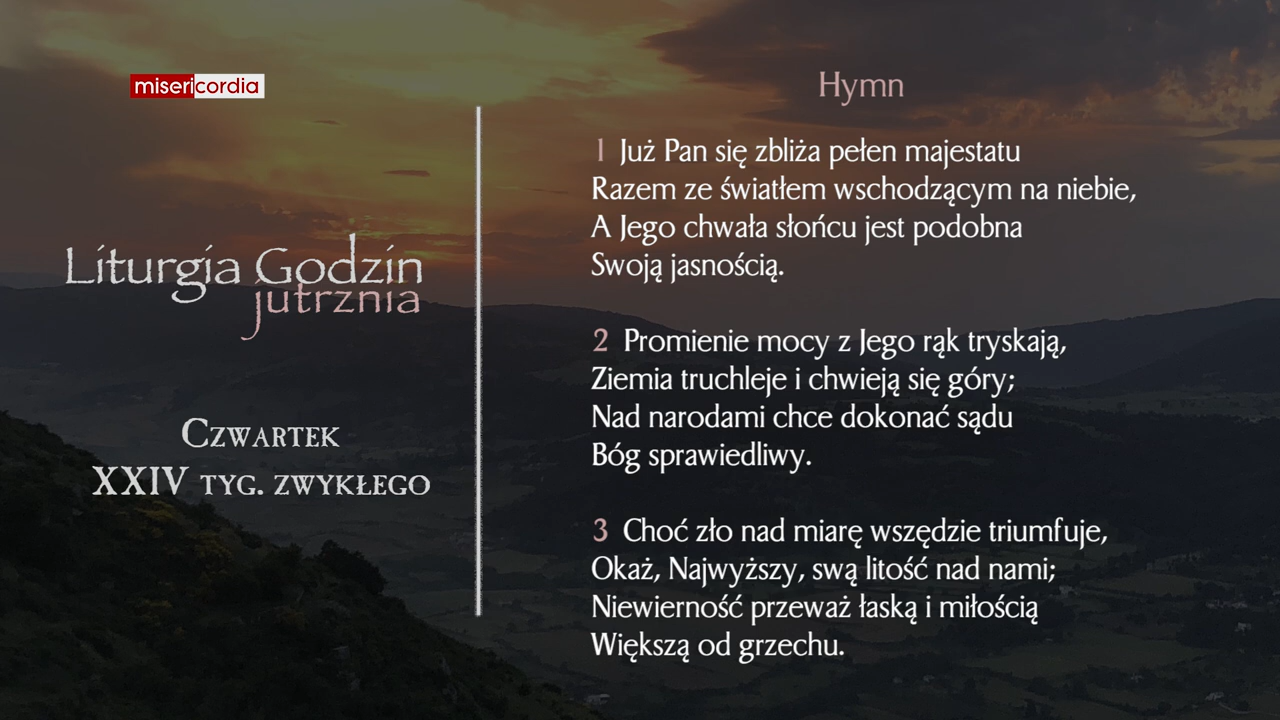 misericordia
Liturgia Godzin
jutrznia
Czwartek
XXIV tyg. zwykłego
Hymn
1 Już Pan się zbliża pełen majestatu
Razem ze światłem wschodzącym na niebie,
A Jego chwała słońcu jest podobna
Swoją jasnością.
2 Promienie mocy z Jego rąk tryskają,
Ziemia truchleje i chwieją się góry;
Nad narodami chce dokonać sądu
Bóg sprawiedliwy.
3 Choć zło nad miarę wszędzie triumfuje,
Okaż, Najwyższy, swą litość nad nami;
Niewierność przeważ łaską i miłością
Większą od grzechu.